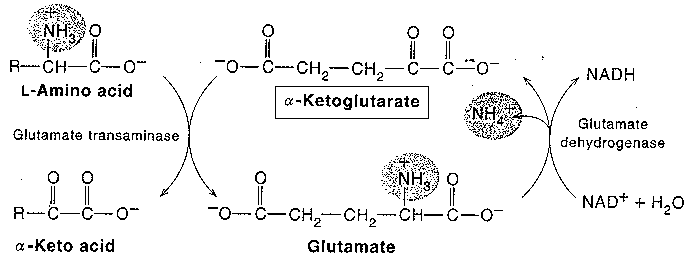 +
NH3 O
R—CH—C—O−
L-Amino acid
O O O
−O—C—CH2—CH2—C—C—O−
α-Ketoglutarate
NADH
NH4+
Glutamate transaminase
Glutamate
dehydrogenase
O O
R—C—C—O−
α-Keto acid
O +
NH3 O
−O—C—CH2—CH2—CH—C—O−
Glutamate
NAD+ + H2O